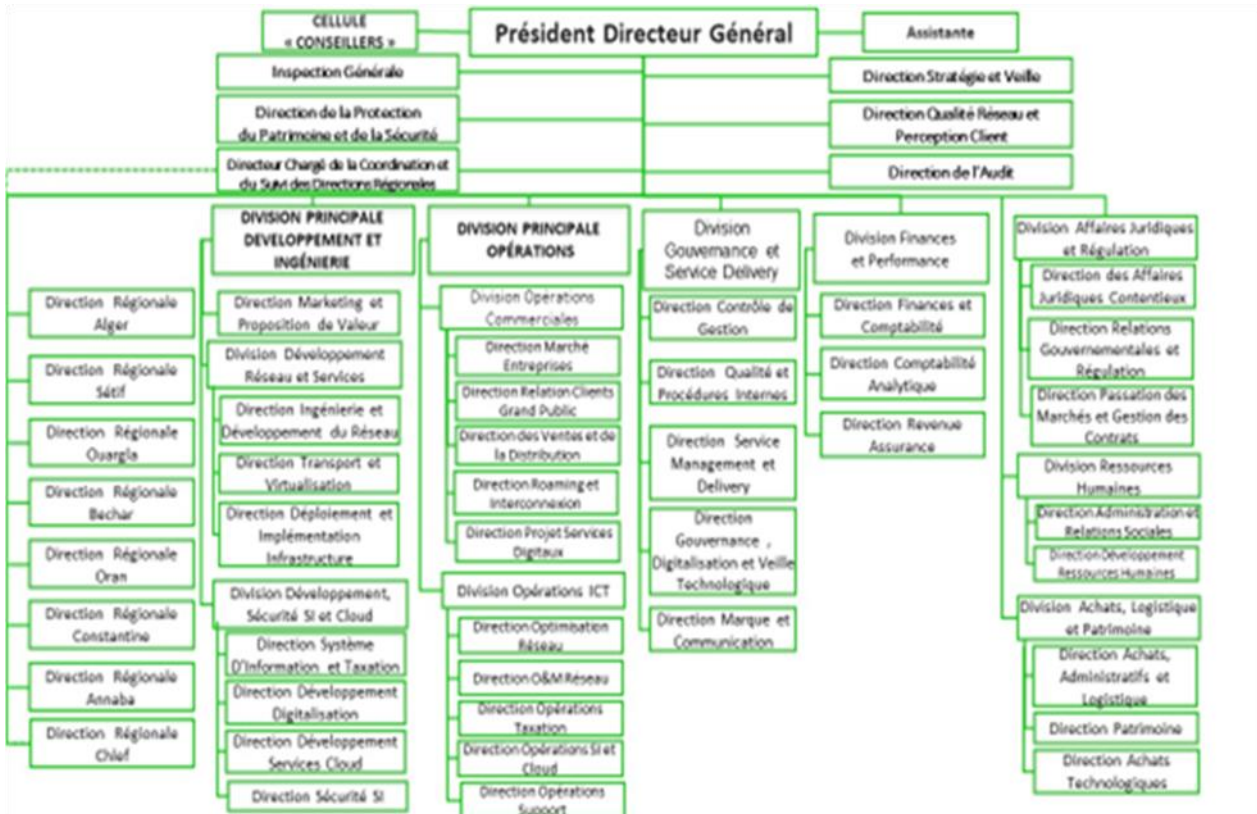 CELLULE
« CONSEILLERS »
Président Directeur Général
Assistante
Inspection Générale
Direction Stratégie et Veille
Direction de la Protection
du Patrimoine et de la Sécurité
Direction Qualité Réseau et
Perception Client
Directeur Chargé de la Coordination et
du Suivi des Directions Régionales
Direction de l'Audit
Direction Régionale
Alger
Direction Régionale
Sétif
Direction Régionale
Ouargla
Direction Régionale
Bechar
Direction Régionale
Oran
Direction Régionale
Constantine
Direction Régionale
Annaba
Direction Régionale
Chlef
DIVISION PRINCIPALE
DEVELOPPEMENT ET
INGÉNIERIE
Direction Marketing et
Proposition de Valeur
Division Développement
Réseau et Services
Direction Ingénierie et
Développement du Réseau
Direction Transport et
Virtualisation
Direction Déploiement et
Implémentation
Infrastructure
Division Développement,
Sécurité SI et Cloud
Direction Système
D'Information et Taxation
Direction Développement
Digitalisation
Direction Développement
Services Cloud
Direction Sécurité SI
DIVISION PRINCIPALE
OPÉRATIONS
Division Opérations
Commerciales
Direction Marché
Entreprises
Direction Relation Clients
Grand Public
Direction des Ventes et de
la Distribution
Direction Roaming et
Interconnexion
Direction Projet Services
Digitaux
Division Opérations ICT
Direction Optimisation
Réseau
Direction O&M Réseau
Direction Opérations
Taxation
Direction Opérations SI et
Cloud
Direction Opérations
Support
Division
Gouvernance et
Service Delivery
Direction Contrôle de
Gestion
Direction Qualité et
Procédures Internes
Direction Service
Management et
Delivery
Direction
Gouvernance ,
Digitalisation et Veille
Technologique
Direction Marque et
Communication
Division Finances
et Performance
Direction Finances et
Comptabilité
Direction Comptabilité
Analytique
Direction Revenue
Assurance
Division Affaires Juridiques
et Régulation
Direction des Affaires
Juridiques Contentieux
Direction Relations
Gouvernementales et
Régulation
Direction Passation des
Marchés et Gestion des
Contrats
Division Ressources
Humaines
Direction Administration et
Relations Sociales
Direction Développement
Ressources Humaines
Division Achats, Logistique
et Patrimoine
Direction Achats,
Administratifs et
Logistique
Direction Patrimoine
Direction Achats
Technologiques